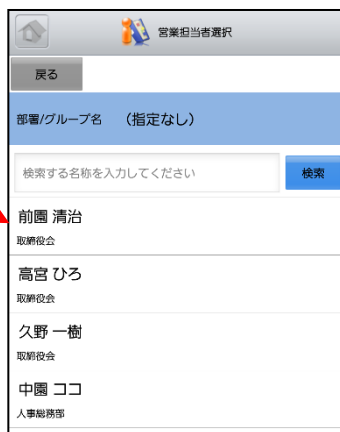 営業担当者選択
戻る
部署/グループ名 （指定なし）
検索する名称を入力してください 検索
前園 清治
取締役会
高宮 ひろ
取締役会
久野 一樹
取締役会
中園 ココ
人事総務部